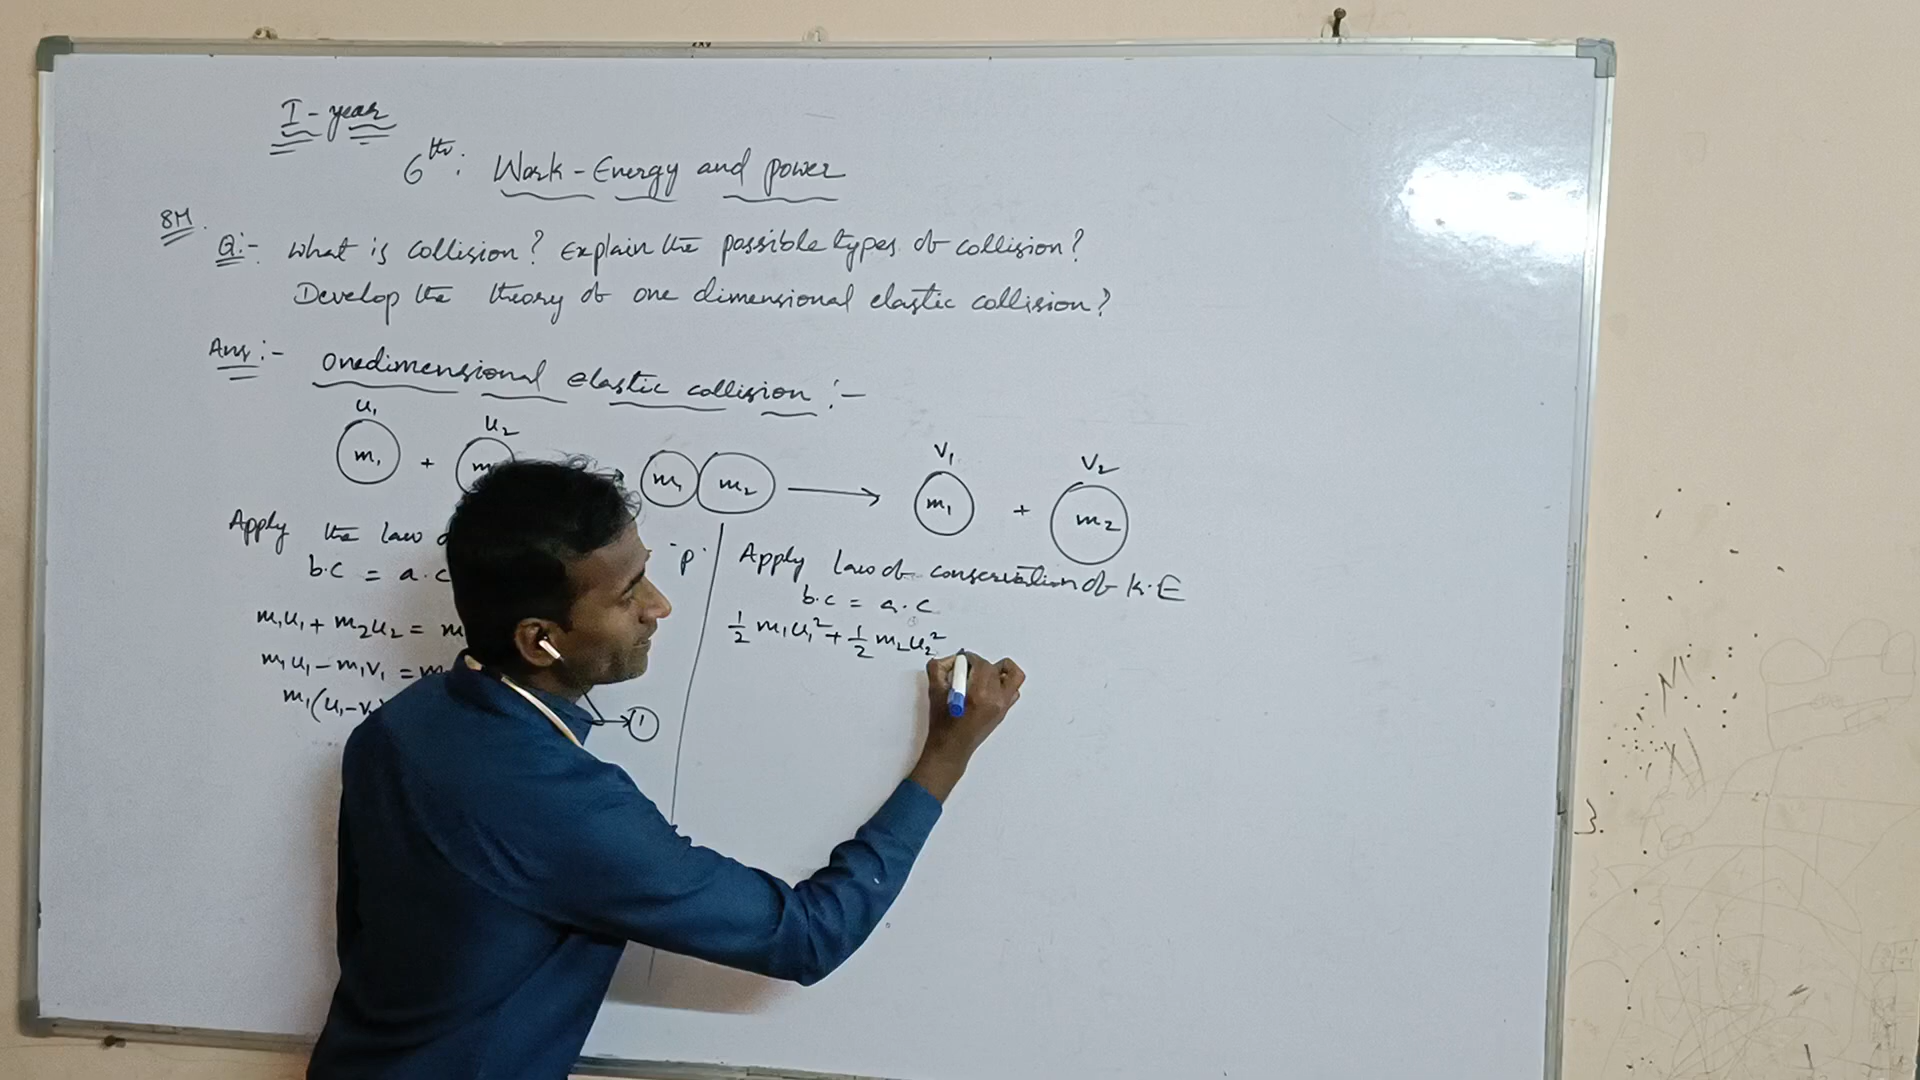 I - year
6th: Work - Energy and power
8M.
Q:- What is collision? Explain the possible types of collision?
Develop the theory of one dimensional elastic collision?
Ans:- Onedimensional elastic collision :-
u₁ u₂ v₁ v₂
m₁ + m m₁ m₂ → m₁ + m₂
Apply the law
b.c = a.c
m₁u₁ + m₂u₂ = m
m₁u₁ - m₁v₁ = m
m₁(u₁-v₁
→ 1
"p"
Apply law of conservation of K.E
b.c = a.c
½ m₁u₁² + ½ m₂u₂²